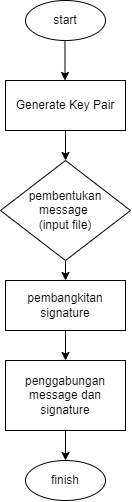 start
Generate Key Pair
pembentukan
message
(input file)
pembangkitan
signature
penggabungan
message dan
signature
finish